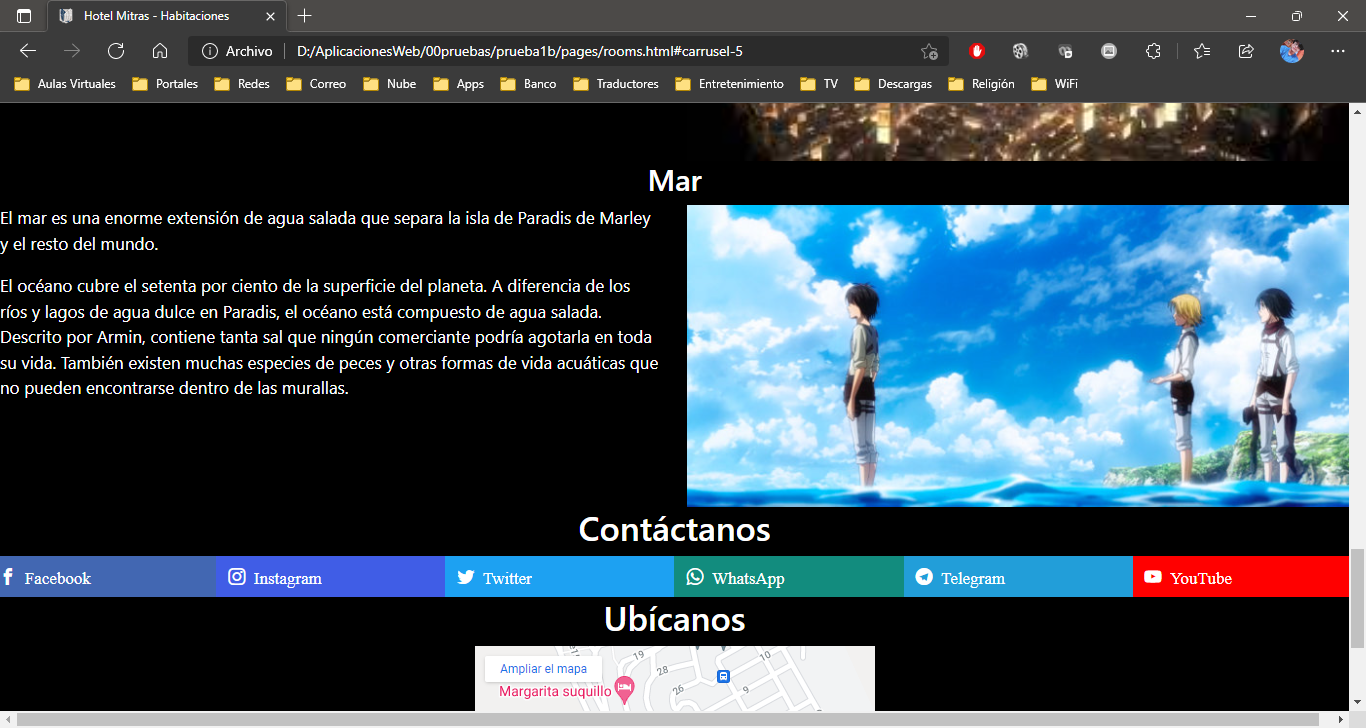 Hotel Mitras - Habitaciones
Archivo
D:/AplicacionesWeb/00pruebas/prueba1b/pages/rooms.html#carrusel-5
Aulas Virtuales
Portales
Redes
Correo
Nube
Apps
Banco
Traductores
Entretenimiento
TV
Descargas
Religión
WiFi
Mar
El mar es una enorme extensión de agua salada que separa la isla de Paradis de Marley
y el resto del mundo.
El océano cubre el setenta por ciento de la superficie del planeta. A diferencia de los
ríos y lagos de agua dulce en Paradis, el océano está compuesto de agua salada.
Descrito por Armin, contiene tanta sal que ningún comerciante podría agotarla en toda
su vida. También existen muchas especies de peces y otras formas de vida acuáticas que
no pueden encontrarse dentro de las murallas.
Contáctanos
Facebook
Instagram
Twitter
WhatsApp
Telegram
YouTube
Ubícanos
Ampliar el mapa
Margarita suquillo
19
28
26
10
9